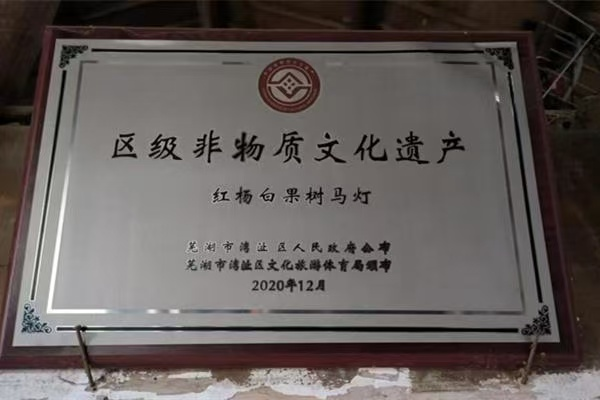 区级非物质文化遗产
红杨白果树马灯
芜湖市湾沚区人民政府公布
芜湖市湾沚区文化旅游体育局颁布
2020年12月